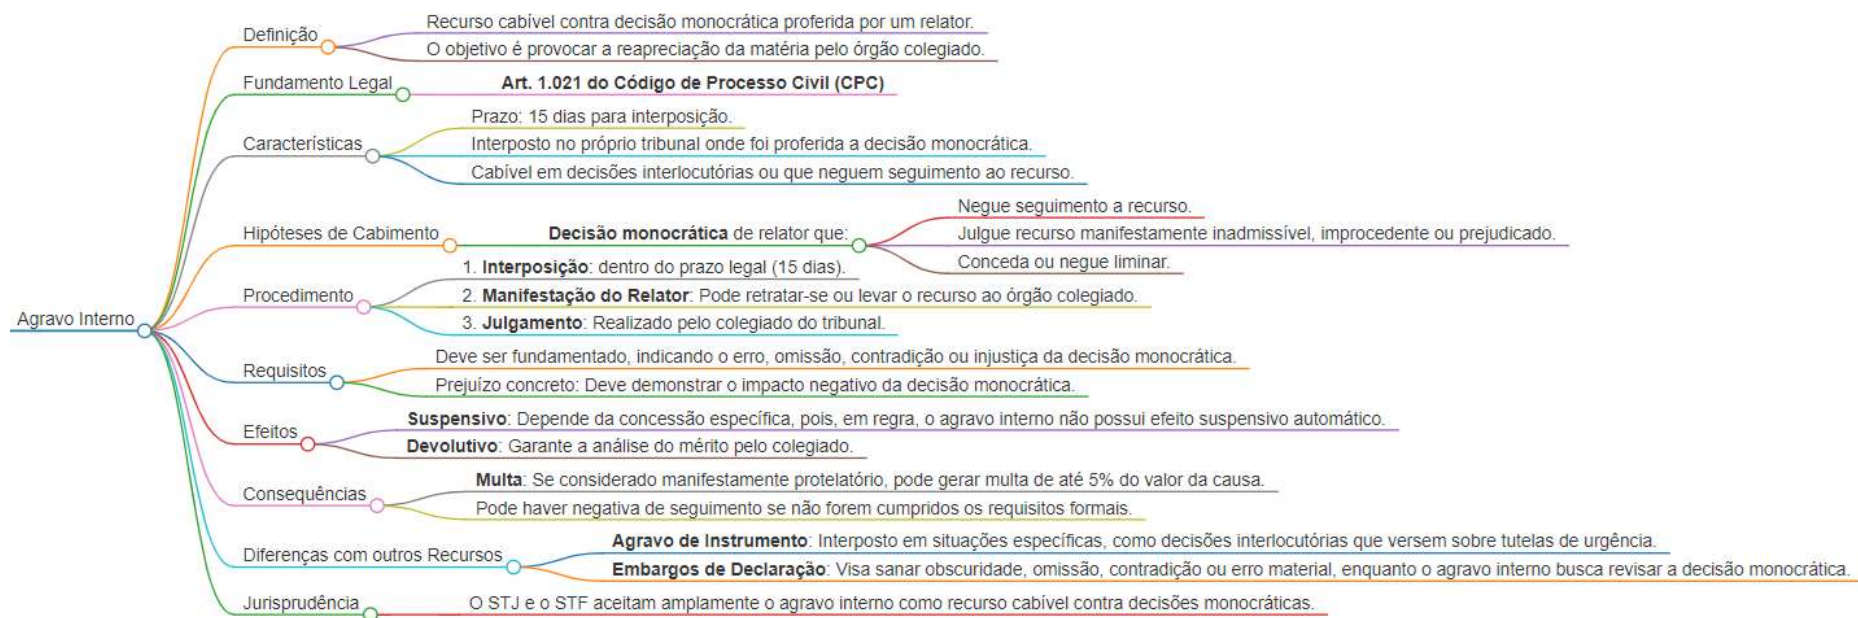 Agravo Interno
Definição
Recurso cabível contra decisão monocrática proferida por um relator.
O objetivo é provocar a reapreciação da matéria pelo órgão colegiado.
Fundamento Legal
Art. 1.021 do Código de Processo Civil (CPC)
Características
Prazo: 15 dias para interposição.
Interposto no próprio tribunal onde foi proferida a decisão monocrática.
Cabível em decisões interlocutórias ou que neguem seguimento ao recurso.
Hipóteses de Cabimento
Decisão monocrática de relator que:
Negue seguimento a recurso.
Julgue recurso manifestamente inadmissível, improcedente ou prejudicado.
Conceda ou negue liminar.
Procedimento
1. Interposição: dentro do prazo legal (15 dias).
2. Manifestação do Relator: Pode retratar-se ou levar o recurso ao órgão colegiado.
3. Julgamento: Realizado pelo colegiado do tribunal.
Requisitos
Deve ser fundamentado, indicando o erro, omissão, contradição ou injustiça da decisão monocrática.
Prejuízo concreto: Deve demonstrar o impacto negativo da decisão monocrática.
Efeitos
Suspensivo: Depende da concessão específica, pois, em regra, o agravo interno não possui efeito suspensivo automático.
Devolutivo: Garante a análise do mérito pelo colegiado.
Consequências
Multa: Se considerado manifestamente protelatório, pode gerar multa de até 5% do valor da causa.
Pode haver negativa de seguimento se não forem cumpridos os requisitos formais.
Diferenças com outros Recursos
Agravo de Instrumento: Interposto em situações específicas, como decisões interlocutórias que versem sobre tutelas de urgência.
Embargos de Declaração: Visa sanar obscuridade, omissão, contradição ou erro material, enquanto o agravo interno busca revisar a decisão monocrática.
Jurisprudência
O STJ e o STF aceitam amplamente o agravo interno como recurso cabível contra decisões monocráticas.